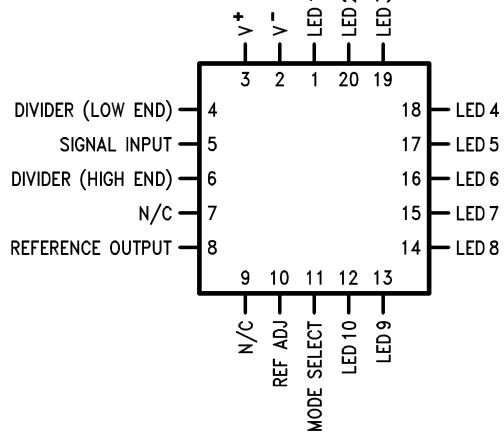 V+
V-
LED
LED 2
LED 3
3 2 1 20 19
DIVIDER (LOW END) 4
SIGNAL INPUT 5
DIVIDER (HIGH END) 6
N/C 7
REFERENCE OUTPUT 8
18 LED 4
17 LED 5
16 LED 6
15 LED 7
14 LED 8
9 10 11 12 13
N/C
REF ADJ
MODE SELECT
LED 10
LED 9